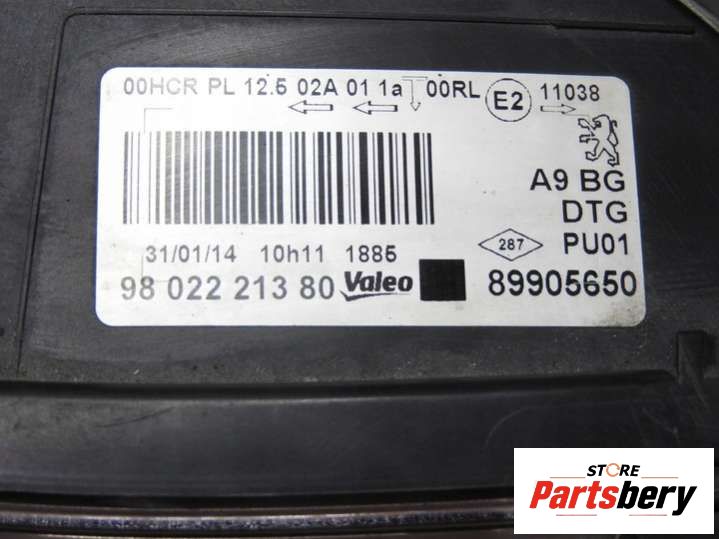 00HCR PL 12.5 02A 01 1a 00RL E2 11038
A9 BG
DTG
31/01/14 10h11 1885 287 PU01
98 022 213 80 Valeo 89905650
STORE
Partsbery